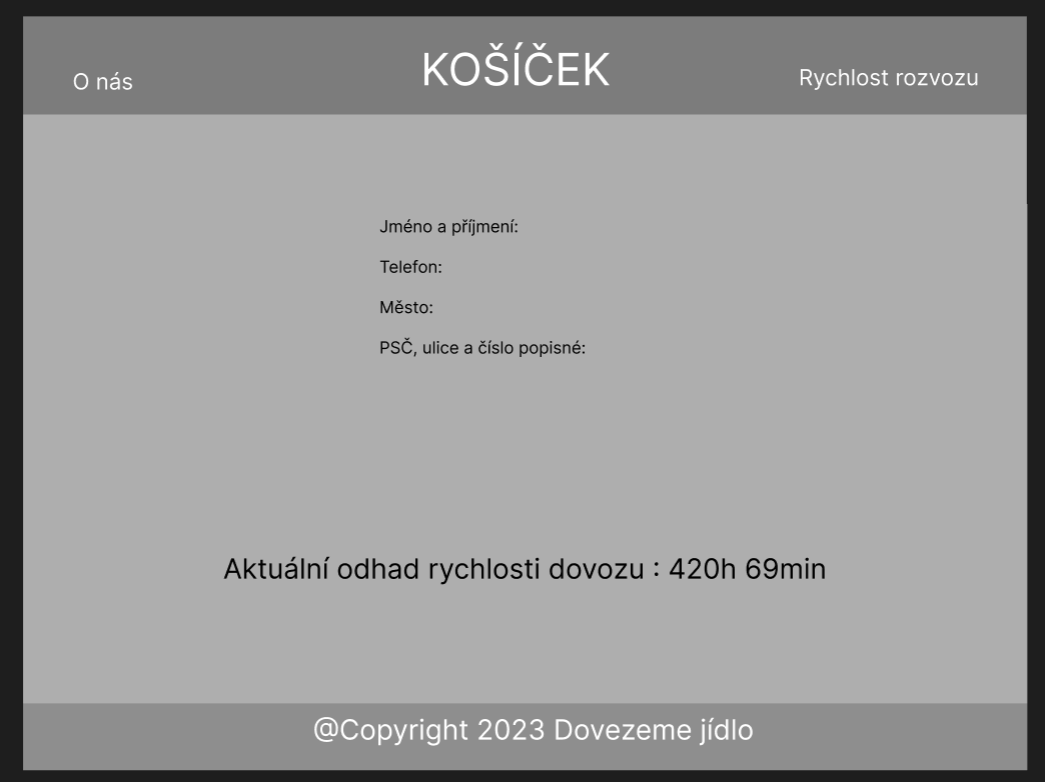 O nás
KOŠÍČEK
Rychlost rozvozu
Jméno a příjmení:
Telefon:
Město:
PSČ, ulice a číslo popisné:
Aktuální odhad rychlosti dovozu : 420h 69min
@Copyright 2023 Dovezeme jídlo